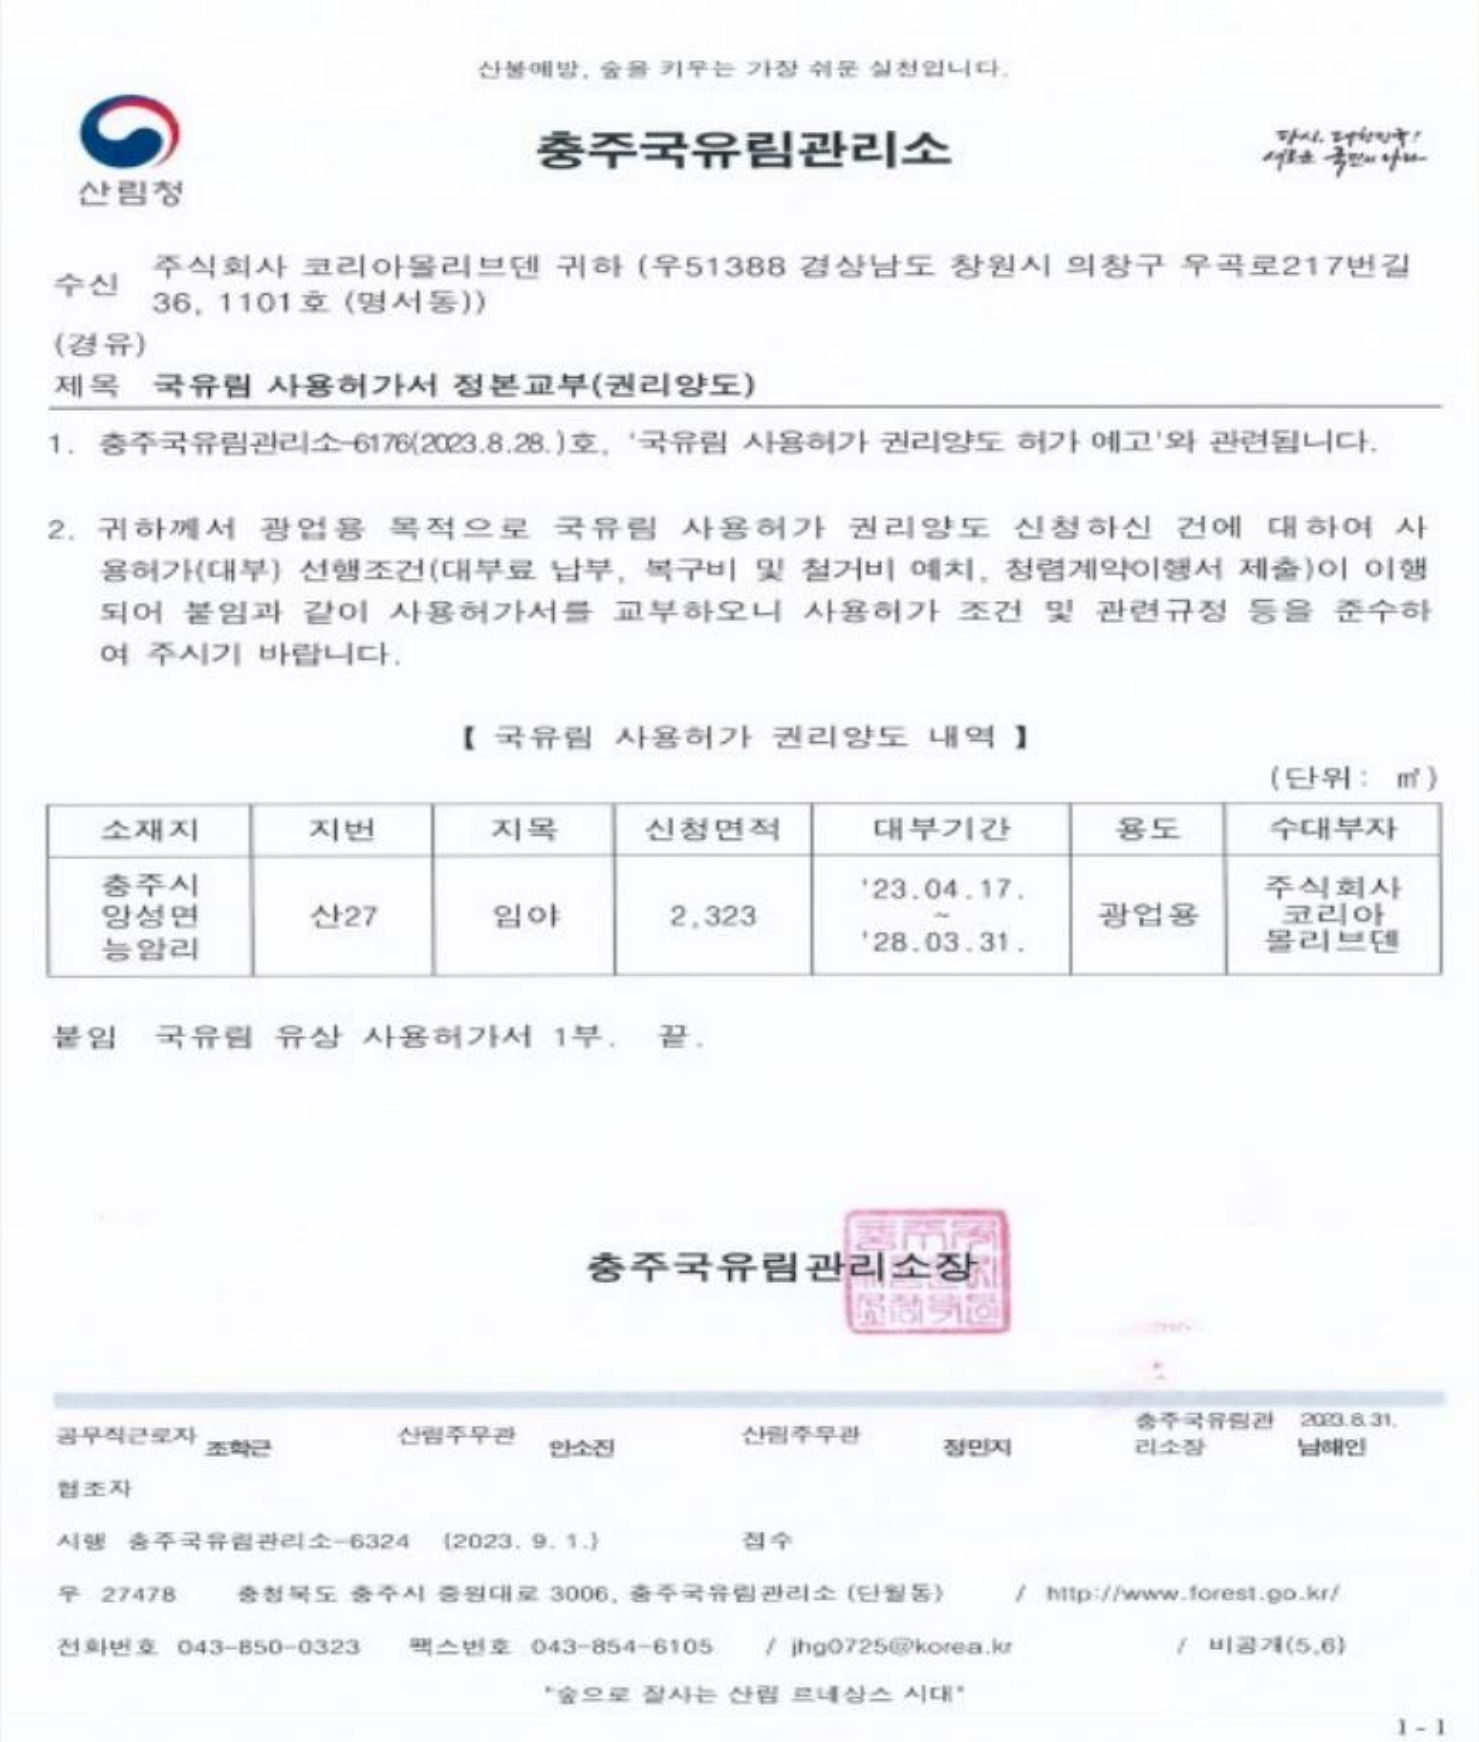 산불예방, 숲을 키우는 가장 쉬운 실천입니다.
산림청
충주국유림관리소
다시, 대한민국!
새로운 국민의 나라
수신 주식회사 코리아몰리브덴 귀하 (우51388 경상남도 창원시 의창구 우곡로217번길
36, 1101호 (명서동))
(경유)
제목 국유림 사용허가서 정본교부(권리양도)
1. 충주국유림관리소-6176(2023.8.28.)호, '국유림 사용허가 권리양도 허가 예고'와 관련됩니다.
2. 귀하께서 광업용 목적으로 국유림 사용허가 권리양도 신청하신 건에 대하여 사
용허가(대부) 선행조건(대부료 납부, 복구비 및 철거비 예치, 청렴계약이행서 제출)이 이행
되어 붙임과 같이 사용허가서를 교부하오니 사용허가 조건 및 관련규정 등을 준수하
여 주시기 바랍니다.
【 국유림 사용허가 권리양도 내역 】
(단위: ㎡)
소재지 지번 지목 신청면적 대부기간 용도 수대부자
충주시 앙성면 능암리 산27 임야 2,323 '23.04.17. ~ '28.03.31. 광업용 주식회사 코리아 몰리브덴
붙임 국유림 유상 사용허가서 1부. 끝.
충주국유림관리소장
공무직근로자 조학근 산림주무관 안소진 산림주무관 정민지 충주국유림관리소장 2023.8.31. 남해인
협조자
시행 충주국유림관리소-6324 (2023. 9. 1.) 접수
우 27478 충청북도 충주시 중원대로 3006, 충주국유림관리소 (단월동) / http://www.forest.go.kr/
전화번호 043-850-0323 팩스번호 043-854-6105 / jhg0725@korea.kr / 비공개(5,6)
"숲으로 잘사는 산림 르네상스 시대"
1 - 1